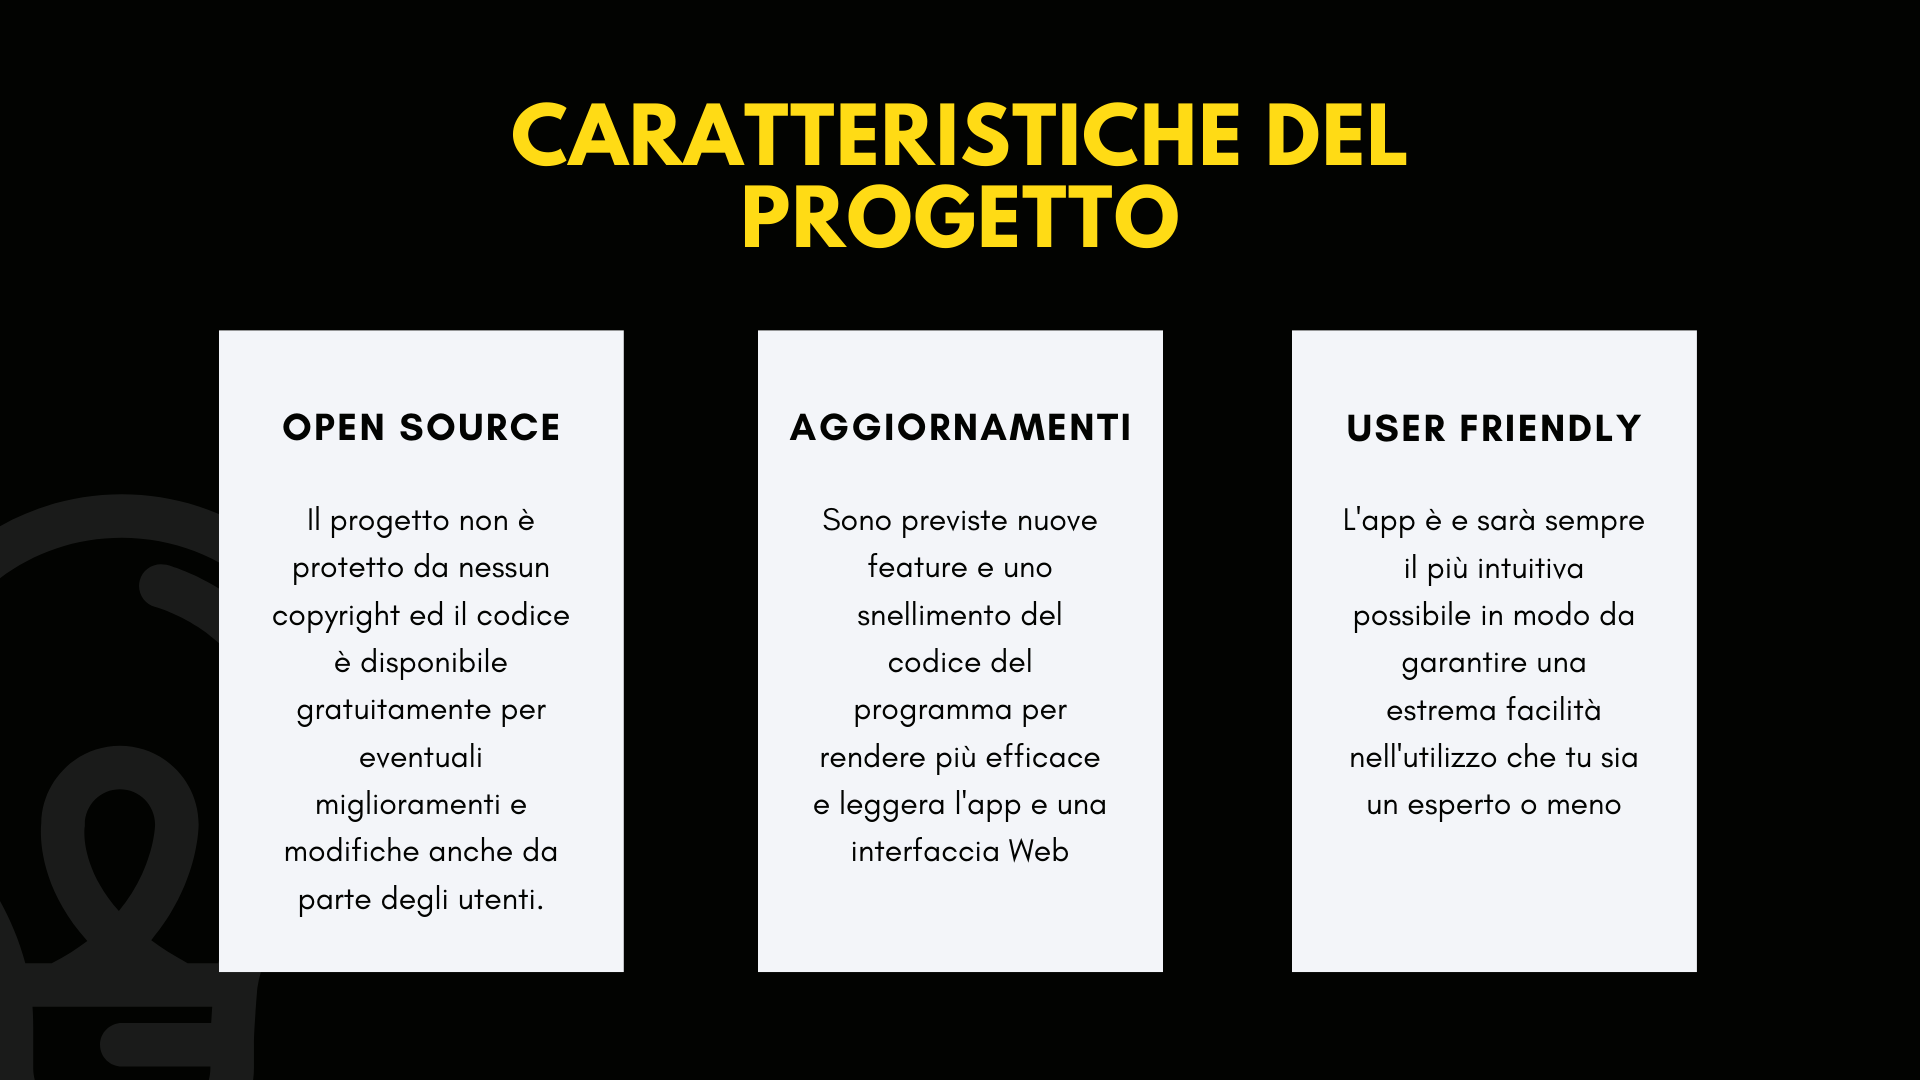 CARATTERISTICHE DEL
PROGETTO
OPEN SOURCE
Il progetto non è
protetto da nessun
copyright ed il codice
è disponibile
gratuitamente per
eventuali
miglioramenti e
modifiche anche da
parte degli utenti.
AGGIORNAMENTI
Sono previste nuove
feature e uno
snellimento del
codice del
programma per
rendere più efficace
e leggera l'app e una
interfaccia Web
USER FRIENDLY
L'app è e sarà sempre
il più intuitiva
possibile in modo da
garantire una
estrema facilità
nell'utilizzo che tu sia
un esperto o meno